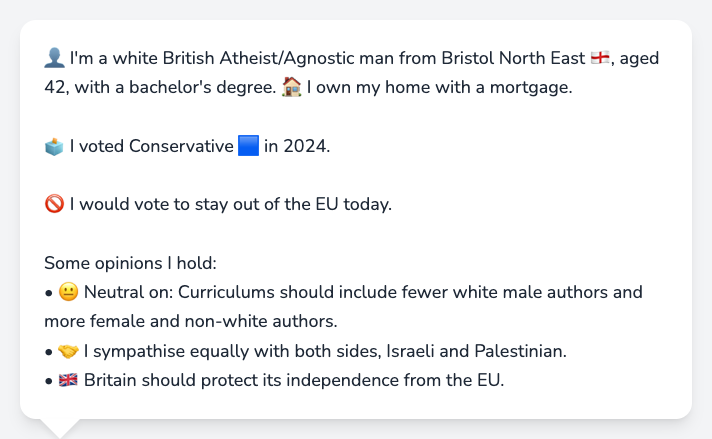 👤 I'm a white British Atheist/Agnostic man from Bristol North East 🏴󠁧󠁢󠁥󠁮󠁧󠁿, aged
42, with a bachelor's degree. 🏠 I own my home with a mortgage.
🗳️ I voted Conservative 🟦 in 2024.
🚫 I would vote to stay out of the EU today.
Some opinions I hold:
• 😐 Neutral on: Curriculums should include fewer white male authors and
more female and non-white authors.
• 🤝 I sympathise equally with both sides, Israeli and Palestinian.
• 🇬🇧 Britain should protect its independence from the EU.